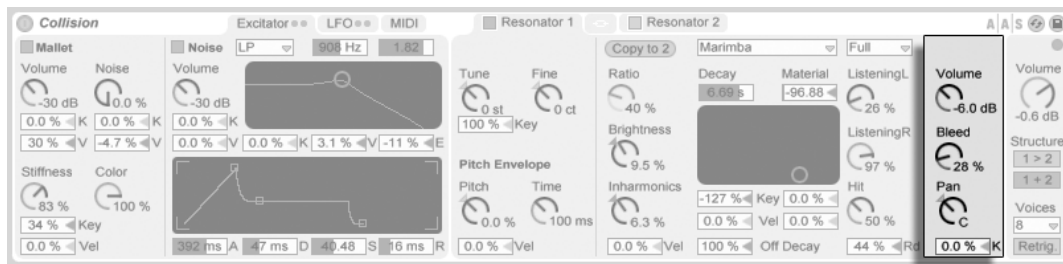 Collision
Excitator LFO MIDI
Resonator 1
Resonator 2
A A S
Mallet
Volume
-30 dB
0.0 % K
30 % V
Noise
0.0 %
0.0 % K
-4.7 % V
Stiffness
83 %
34 % Key
0.0 % Vel
Color
100 %
Noise LP 908 Hz 1.82
Volume
-30 dB
0.0 % K
0.0 % V 0.0 % K 3.1 % V -11 % E
392 ms A 47 ms D 40.48 S 16 ms R
Tune
0 st
100 % Key
Fine
0 ct
Pitch Envelope
Pitch
0.0 %
0.0 % Vel
Time
100 ms
Copy to 2 Marimba Full
Ratio
40 %
Brightness
9.5 %
Inharmonics
6.3 %
0.0 % Vel
Decay
6.69 s
Material
-96.88
-127 % Key 0.0 %
0.0 % Vel 0.0 %
100 % Off Decay
ListeningL
26 %
ListeningR
97 %
Hit
50 %
44 % Rd
Volume
-6.0 dB
Bleed
28 %
Pan
C
0.0 % K
Volume
-0.6 dB
Structure
1 > 2
1 + 2
Voices
8
Retrig.